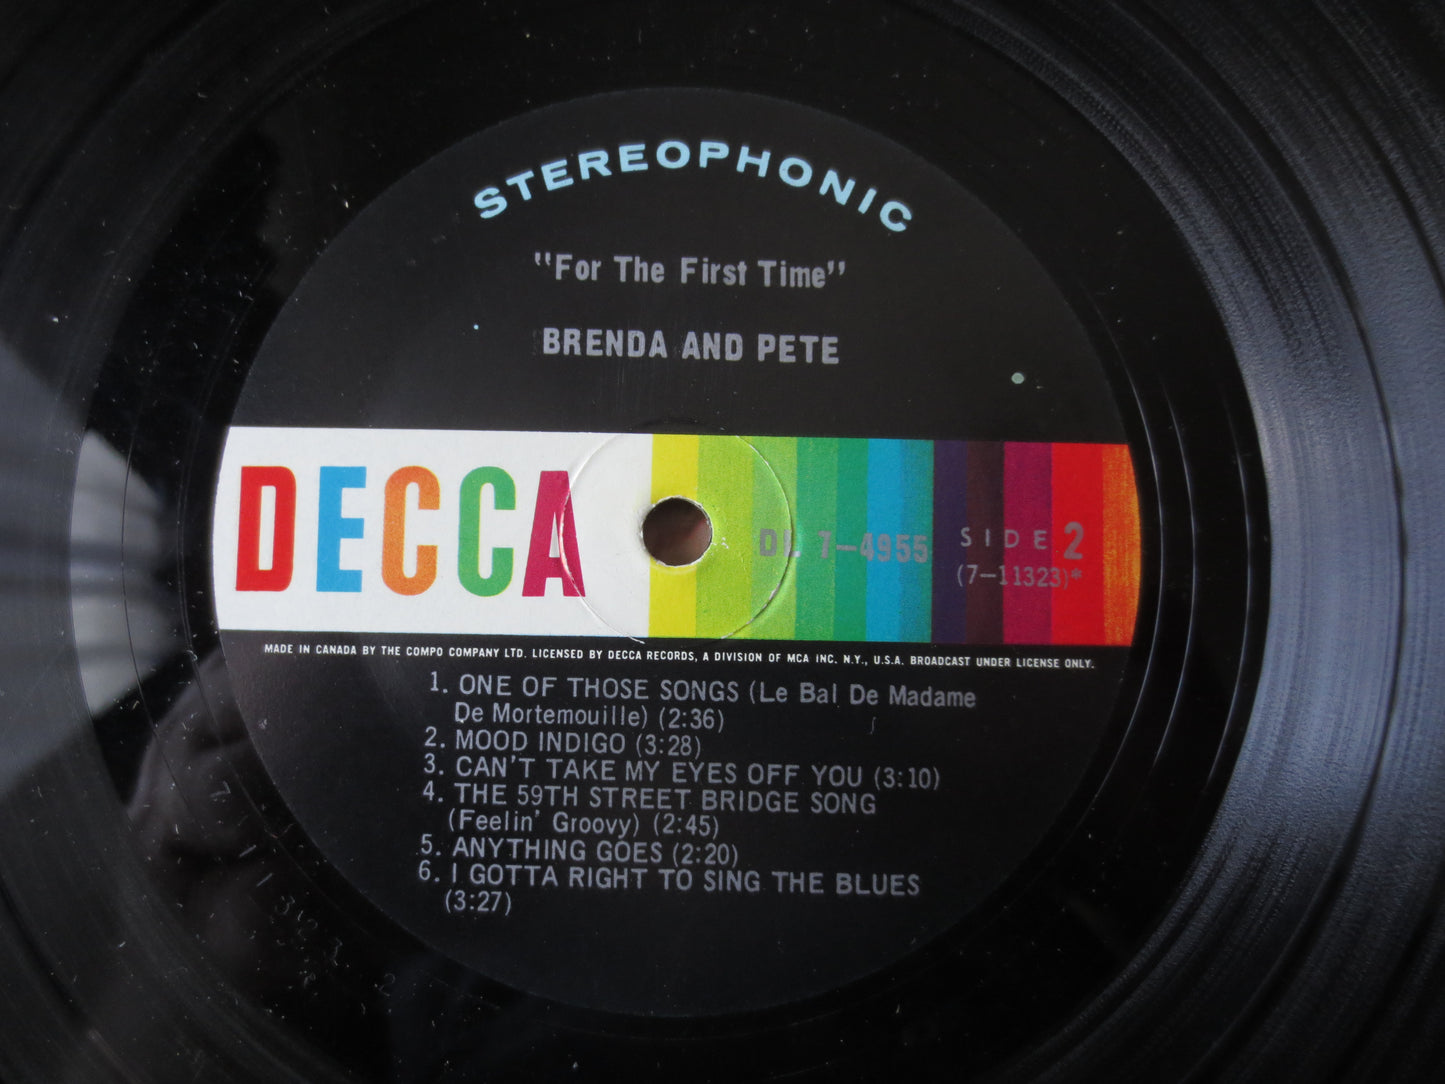 STEREOPHONIC
"For The First Time"
BRENDA AND PETE
DECCA
DL 7-4955
SIDE 2
(7-11323)*
MADE IN CANADA BY THE COMPO COMPANY LTD. LICENSED BY DECCA RECORDS, A DIVISION OF MCA INC. N.Y., U.S.A. BROADCAST UNDER LICENSE ONLY.
1. ONE OF THOSE SONGS (Le Bal De Madame
De Mortemouille) (2:36)
2. MOOD INDIGO (3:28)
3. CAN'T TAKE MY EYES OFF YOU (3:10)
4. THE 59TH STREET BRIDGE SONG
(Feelin' Groovy) (2:45)
5. ANYTHING GOES (2:20)
6. I GOTTA RIGHT TO SING THE BLUES
(3:27)